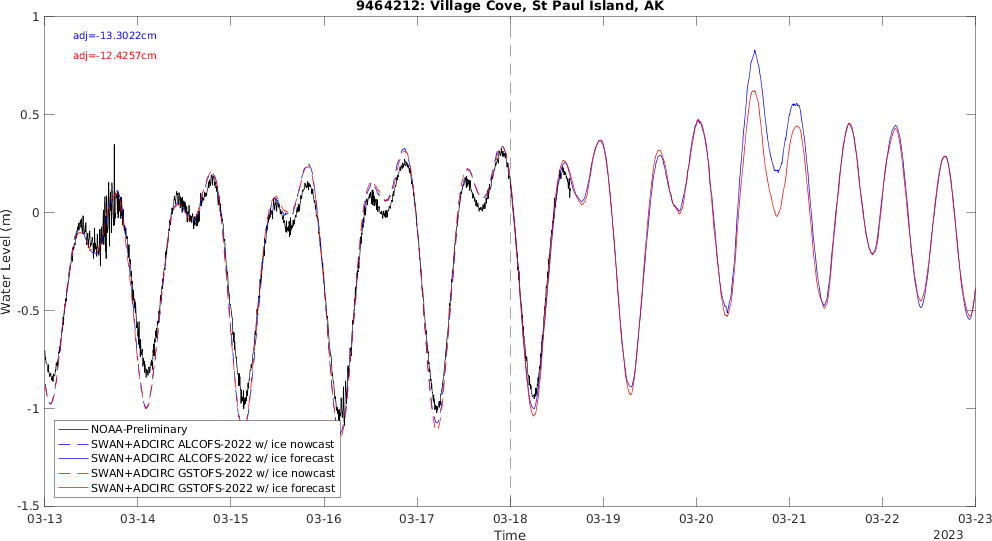 9464212: Village Cove, St Paul Island, AK
adj=-13.3022cm
adj=-12.4257cm
1
0.5
0
-0.5
-1
-1.5
Water Level (m)
NOAA-Preliminary
SWAN+ADCIRC ALCOFS-2022 w/ ice nowcast
SWAN+ADCIRC ALCOFS-2022 w/ ice forecast
SWAN+ADCIRC GSTOFS-2022 w/ ice nowcast
SWAN+ADCIRC GSTOFS-2022 w/ ice forecast
03-13 03-14 03-15 03-16 03-17 03-18 03-19 03-20 03-21 03-22 03-23
Time
2023